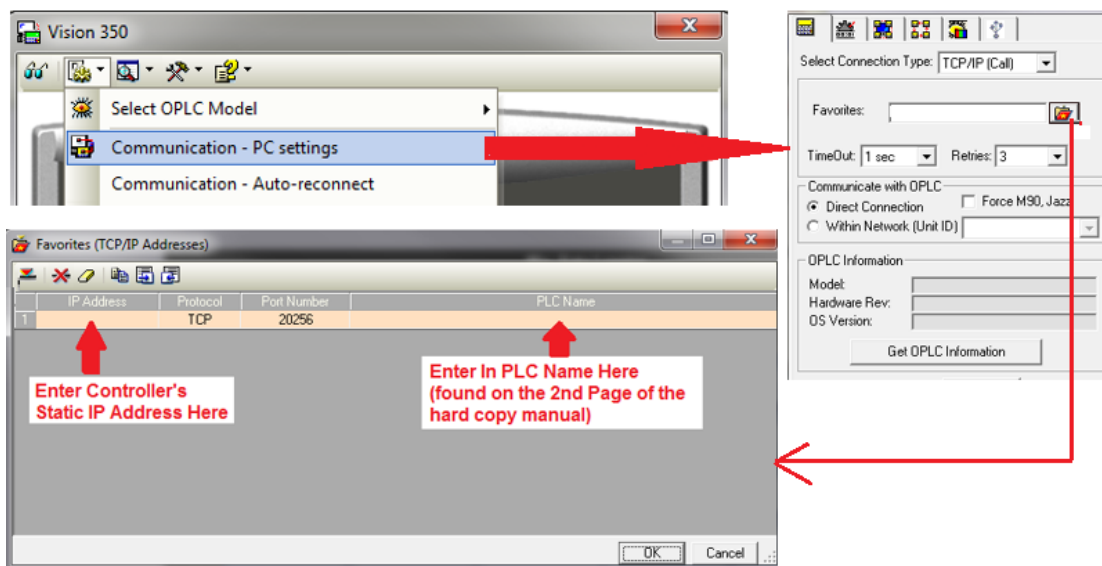 Vision 350
Select OPLC Model
Communication - PC settings
Communication - Auto-reconnect
Select Connection Type: TCP/IP (Call)
Favorites:
TimeOut: 1 sec Retries: 3
Communicate with OPLC
Direct Connection Force M90, Jazz
Within Network (Unit ID)
OPLC Information
Model:
Hardware Rev:
OS Version:
Get OPLC Information
Favorites (TCP/IP Addresses)
IP Address Protocol Port Number PLC Name
1 TCP 20256
Enter Controller's
Static IP Address Here
Enter In PLC Name Here
(found on the 2nd Page of the
hard copy manual)
OK Cancel